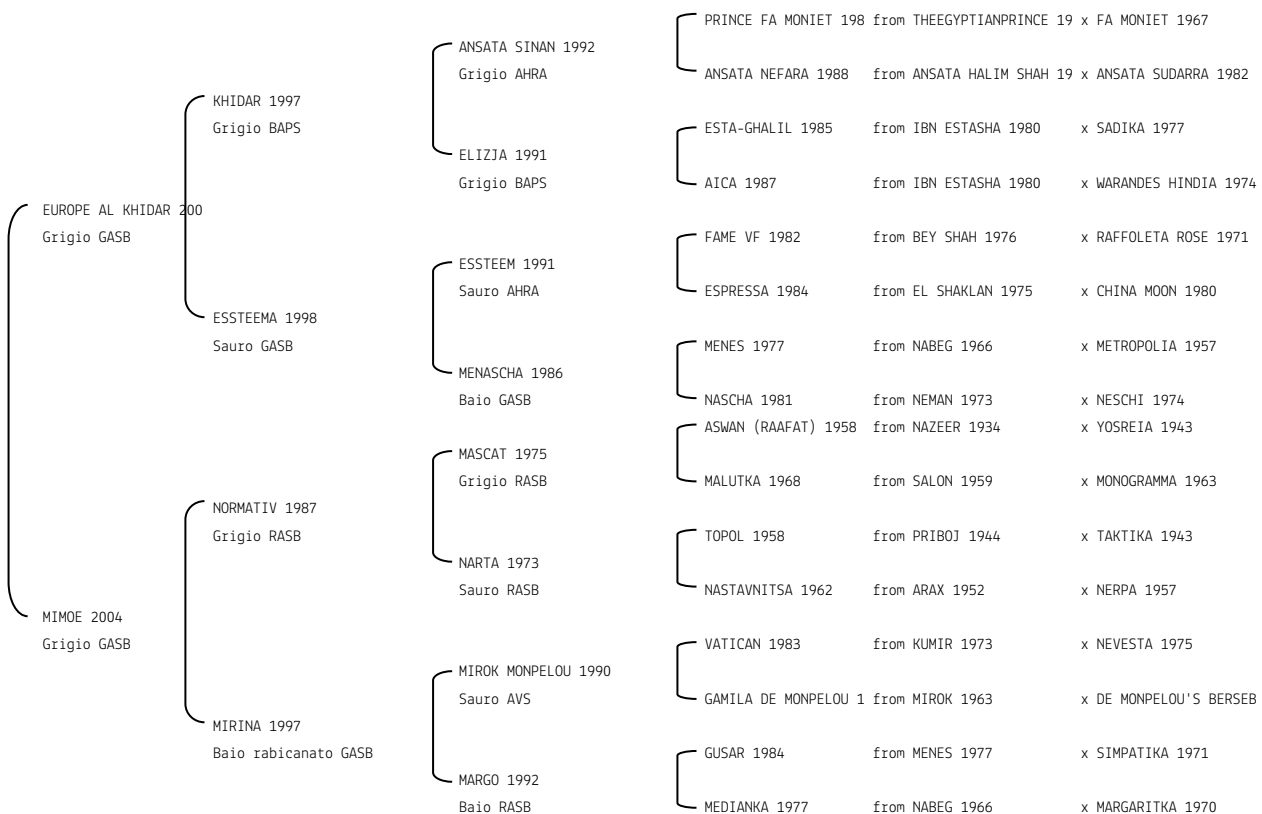 PRINCE FA MONIET 198 from THEEGYPTIANPRINCE 19 x FA MONIET 1967
ANSATA SINAN 1992
Grigio AHRA
ANSATA NEFARA 1988 from ANSATA HALIM SHAH 19 x ANSATA SUDARRA 1982
KHIDAR 1997
Grigio BAPS
ESTA-GHALIL 1985 from IBN ESTASHA 1980 x SADIKA 1977
ELIZJA 1991
Grigio BAPS
AICA 1987 from IBN ESTASHA 1980 x WARANDES HINDIA 1974
EUROPE AL KHIDAR 200
Grigio GASB
FAME VF 1982 from BEY SHAH 1976 x RAFFOLETA ROSE 1971
ESSTEEM 1991
Sauro AHRA
ESPRESSA 1984 from EL SHAKLAN 1975 x CHINA MOON 1980
ESSTEEMA 1998
Sauro GASB
MENES 1977 from NABEG 1966 x METROPOLIA 1957
MENASCHA 1986
Baio GASB
NASCHA 1981 from NEMAN 1973 x NESCHI 1974
ASWAN (RAAFAT) 1958 from NAZEER 1934 x YOSREIA 1943
MASCAT 1975
Grigio RASB
MALUTKA 1968 from SALON 1959 x MONOGRAMMA 1963
NORMATIV 1987
Grigio RASB
TOPOL 1958 from PRIBOJ 1944 x TAKTIKA 1943
NARTA 1973
Sauro RASB
NASTAVNITSA 1962 from ARAX 1952 x NERPA 1957
MIMOE 2004
Grigio GASB
VATICAN 1983 from KUMIR 1973 x NEVESTA 1975
MIROK MONPELOU 1990
Sauro AVS
GAMILA DE MONPELOU 1 from MIROK 1963 x DE MONPELOU'S BERSEB
MIRINA 1997
Baio rabicanato GASB
GUSAR 1984 from MENES 1977 x SIMPATIKA 1971
MARGO 1992
Baio RASB
MEDIANKA 1977 from NABEG 1966 x MARGARITKA 1970